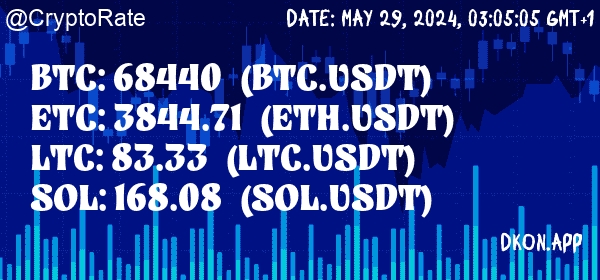 @CryptoRate
DATE: MAY 29, 2024, 03:05:05 GMT+1
BTC: 68440 (BTC.USDT)
ETC: 3844.71 (ETH.USDT)
LTC: 83.33 (LTC.USDT)
SOL: 168.08 (SOL.USDT)
DKON.APP